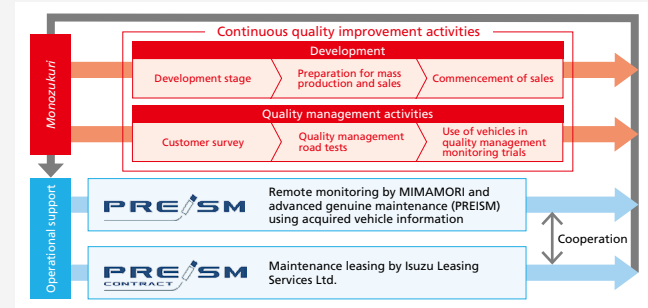 Continuous quality improvement activities
Monozukuri
Development
Development stage
Preparation for mass
production and sales
Commencement of sales
Quality management activities
Customer survey
Quality management
road tests
Use of vehicles in
quality management
monitoring trials
Operational support
PREISM
Remote monitoring by MIMAMORI and
advanced genuine maintenance (PREISM)
using acquired vehicle information
Cooperation
PREISM
CONTRACT
Maintenance leasing by Isuzu Leasing
Services Ltd.